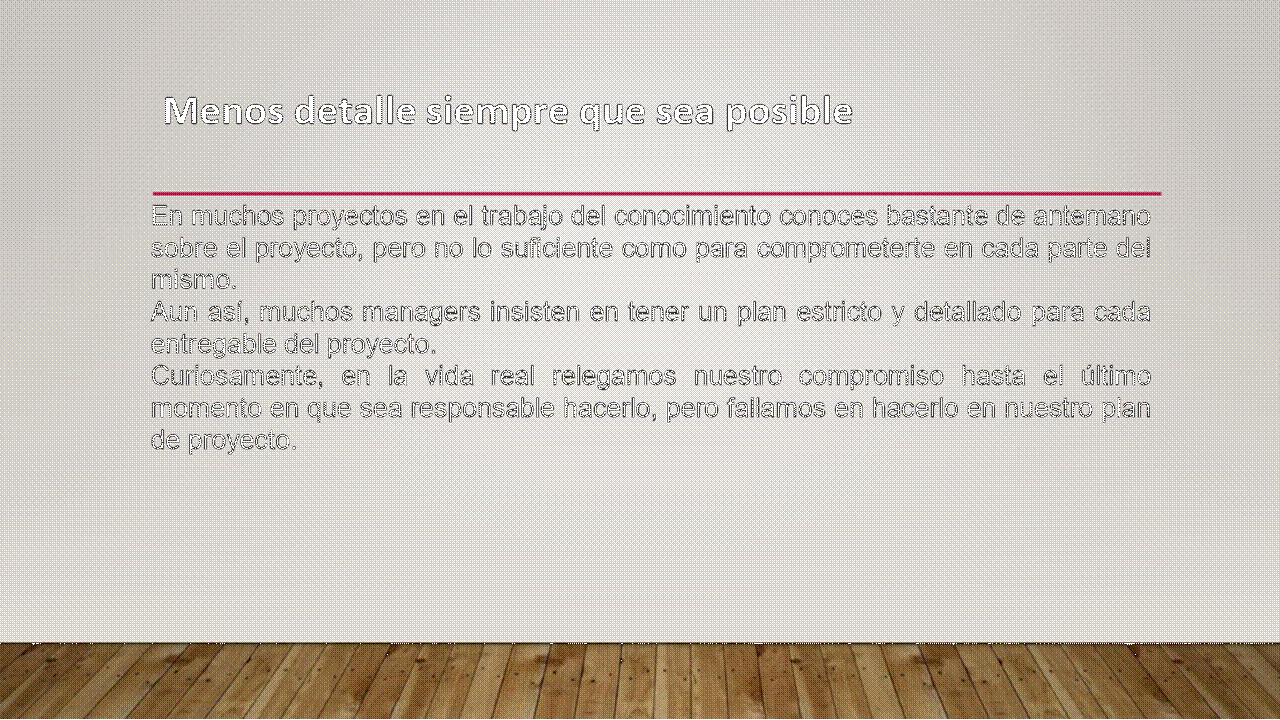 Menos detalle siempre que sea posible
En muchos proyectos en el trabajo del conocimiento conoces bastante de antemano
sobre el proyecto, pero no lo suficiente como para comprometerte en cada parte del
mismo.
Aun así, muchos managers insisten en tener un plan estricto y detallado para cada
entregable del proyecto.
Curiosamente, en la vida real relegamos nuestro compromiso hasta el último
momento en que sea responsable hacerlo, pero fallamos en hacerlo en nuestro plan
de proyecto.